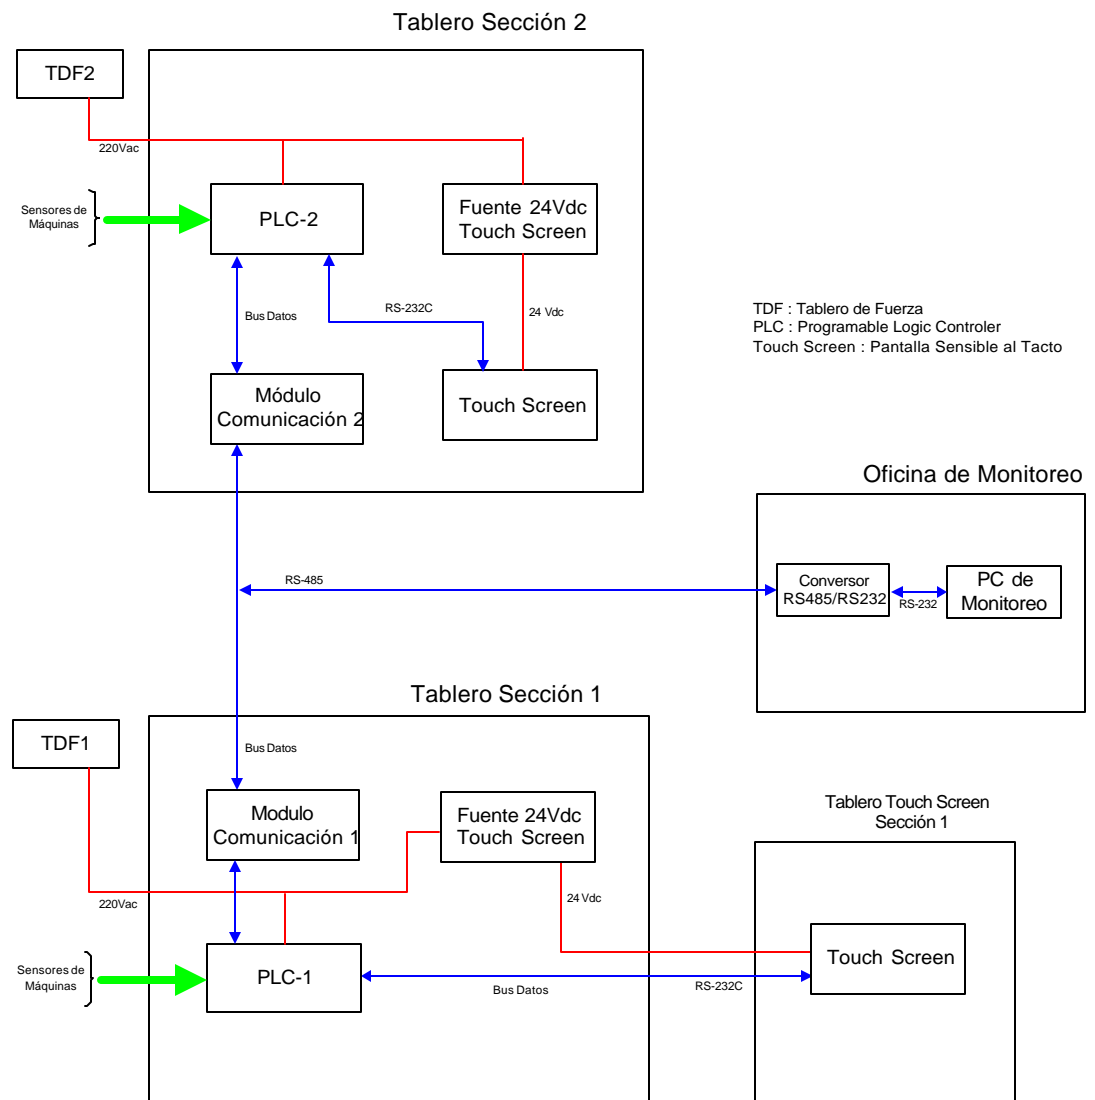 Tablero Sección 2
TDF2
220Vac
Sensores de
Máquinas
PLC-2
Fuente 24Vdc
Touch Screen
Bus Datos
RS-232C
24 Vdc
TDF : Tablero de Fuerza
PLC : Programable Logic Controler
Touch Screen : Pantalla Sensible al Tacto
Módulo
Comunicación 2
Touch Screen
Oficina de Monitoreo
RS-485
Conversor
RS485/RS232
RS-232
PC de
Monitoreo
Tablero Sección 1
TDF1
Bus Datos
Modulo
Comunicación 1
Fuente 24Vdc
Touch Screen
Tablero Touch Screen
Sección 1
220Vac
24 Vdc
Sensores de
Máquinas
PLC-1
Bus Datos
RS-232C
Touch Screen